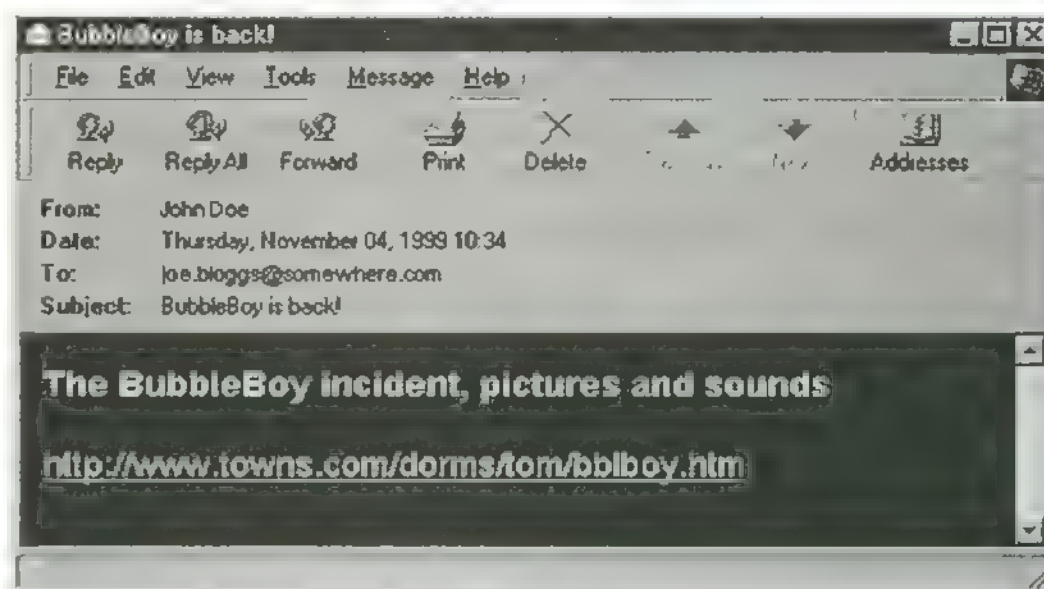 BubbleBoy is back!
File Edit View Tools Message Help
Reply Reply All Forward Print Delete Addresses
From: John Doe
Date: Thursday, November 04, 1999 10:34
To: joe.bloggs@somewhere.com
Subject: BubbleBoy is back!
The BubbleBoy incident, pictures and sounds
http://www.towns.com/dorms/tom/bblboy.htm